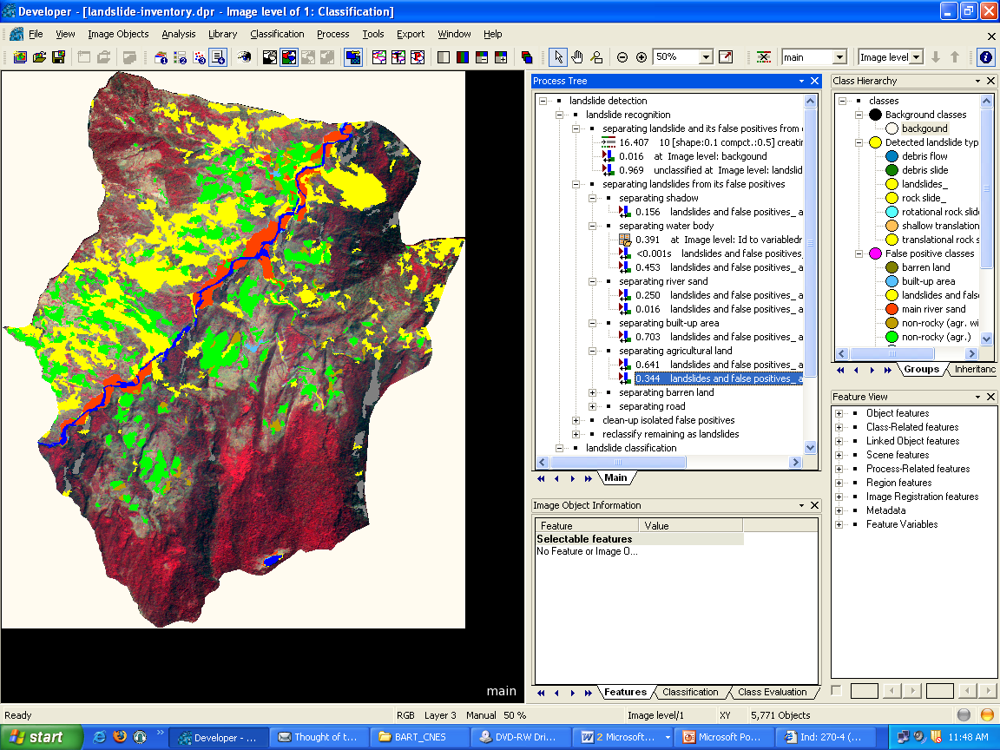 Developer - [landslide-inventory.dpr - Image level of 1: Classification]
File View Image Objects Analysis Library Classification Process Tools Export Window Help
50% main Image level
Process Tree
landslide detection
landslide recognition
separating landslide and its false positives from
16.407 10 [shape:0.1 compct.:0.5] creatin
0.016 at Image level: backgound
0.969 unclassified at Image level: landslid
separating landslides from its false positives
separating shadow
0.156 landslides and false positives_ a
separating water body
0.391 at Image level: Id to variabledr
<0.001s landslides and false positives_
0.453 landslides and false positives_ a
separating river sand
0.250 landslides and false positives_ a
0.016 landslides and false positives_ a
separating built-up area
0.703 landslides and false positives_ a
separating agricultural land
0.641 landslides and false positives_ a
0.344 landslides and false positives_ a
separating barren land
separating road
clean-up isolated false positives
reclassify remaining as landslides
landslide classification
Main
Class Hierarchy
classes
Background classes
backgound
Detected landslide typ
debris flow
debris slide
landslides_
rock slide_
rotational rock slide
shallow translation
translational rock s
False positive classes
barren land
built-up area
landslides and false
main river sand
non-rocky (agr. wi
non-rocky (agr.)
Groups Inheritanc
Image Object Information
Feature Value
Selectable features
No Feature or Image O...
Features Classification Class Evaluation
Feature View
Object features
Class-Related features
Linked Object features
Scene features
Process-Related features
Region features
Image Registration features
Metadata
Feature Variables
main
Ready RGB Layer 3 Manual 50 % Image level/1 XY 5,771 Objects
start Developer - ... Thought of t... BART_CNES DVD-RW Dri... 2 Microsoft... Microsoft Po... Ind: 270-4 (... 11:48 AM